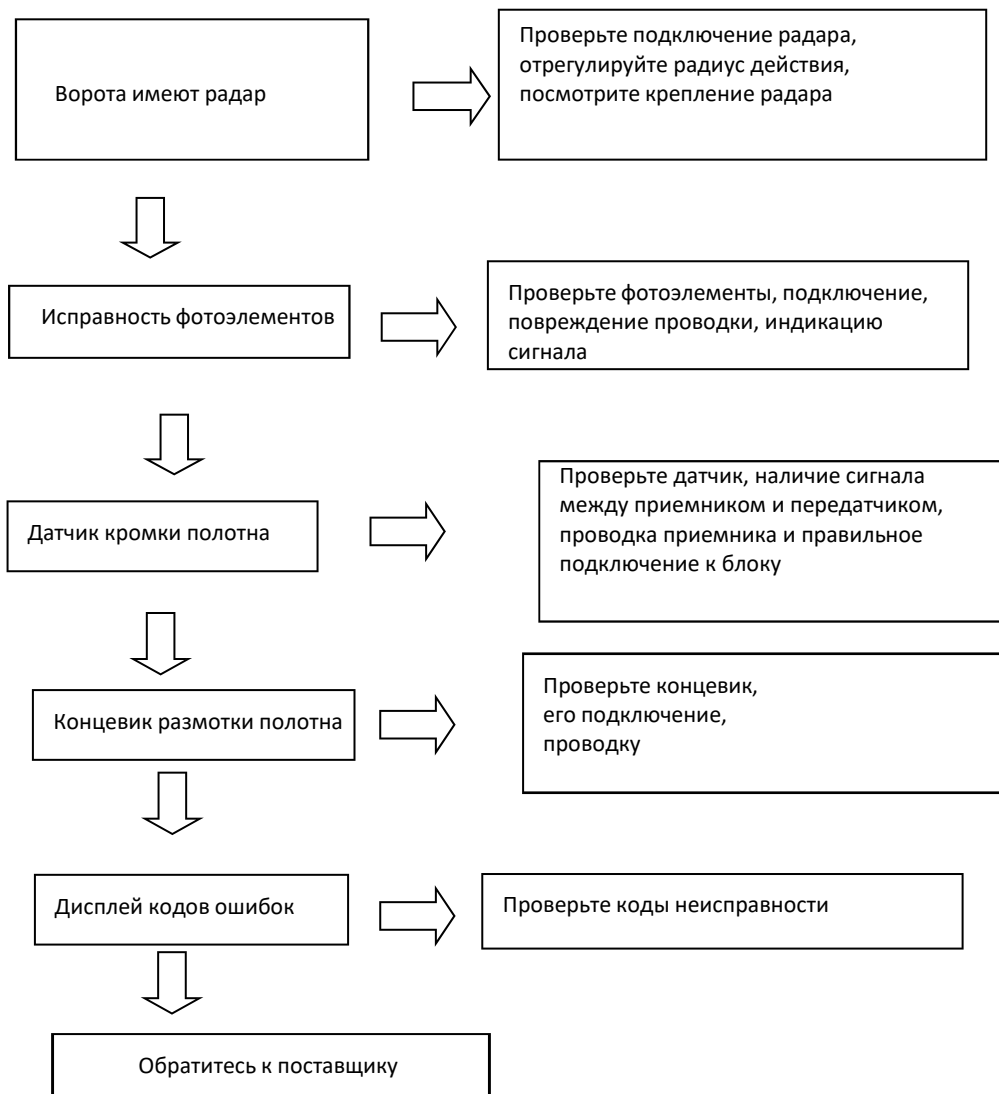 Ворота имеют радар
Проверьте подключение радара,
отрегулируйте радиус действия,
посмотрите крепление радара
Исправность фотоэлементов
Проверьте фотоэлементы, подключение,
повреждение проводки, индикацию
сигнала
Датчик кромки полотна
Проверьте датчик, наличие сигнала
между приемником и передатчиком,
проводка приемника и правильное
подключение к блоку
Концевик размотки полотна
Проверьте концевик,
его подключение,
проводку
Дисплей кодов ошибок
Проверьте коды неисправности
Обратитесь к поставщику